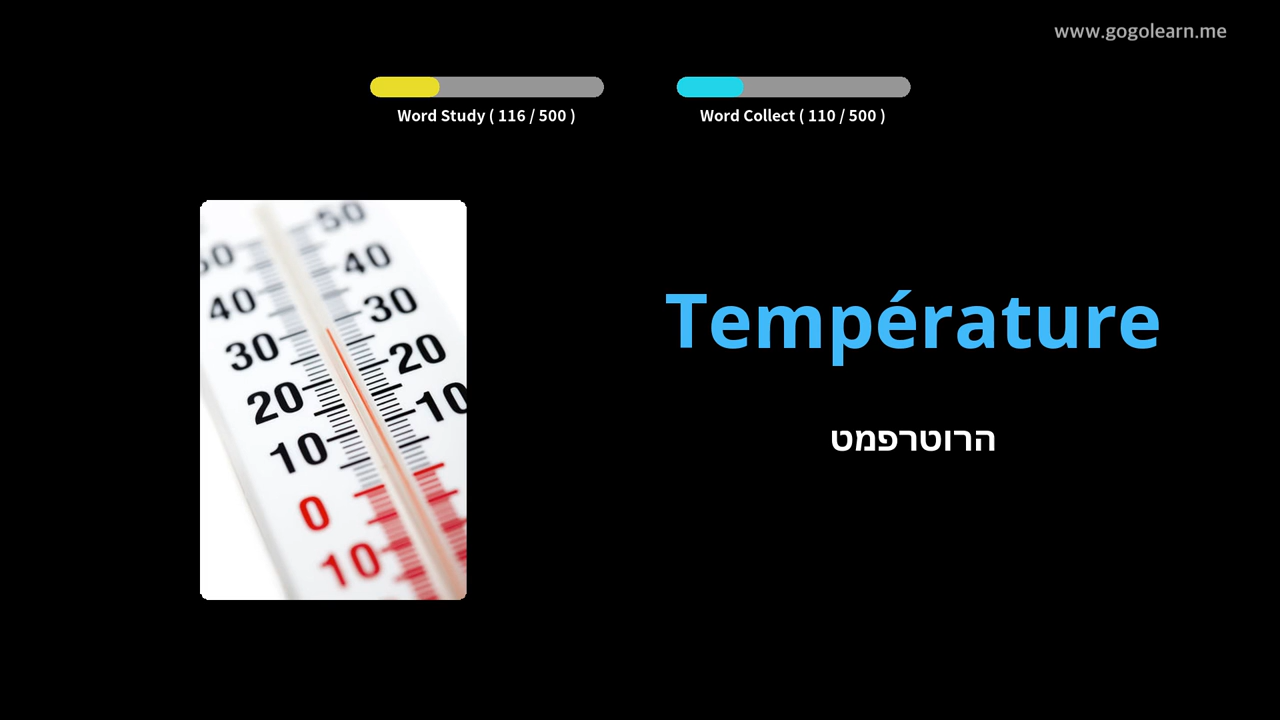 www.gogolearn.me
Word Study ( 116 / 500 )
Word Collect ( 110 / 500 )
50
40 40
30 30
20 20
10 10
0
10
Température
הרוטרפמט